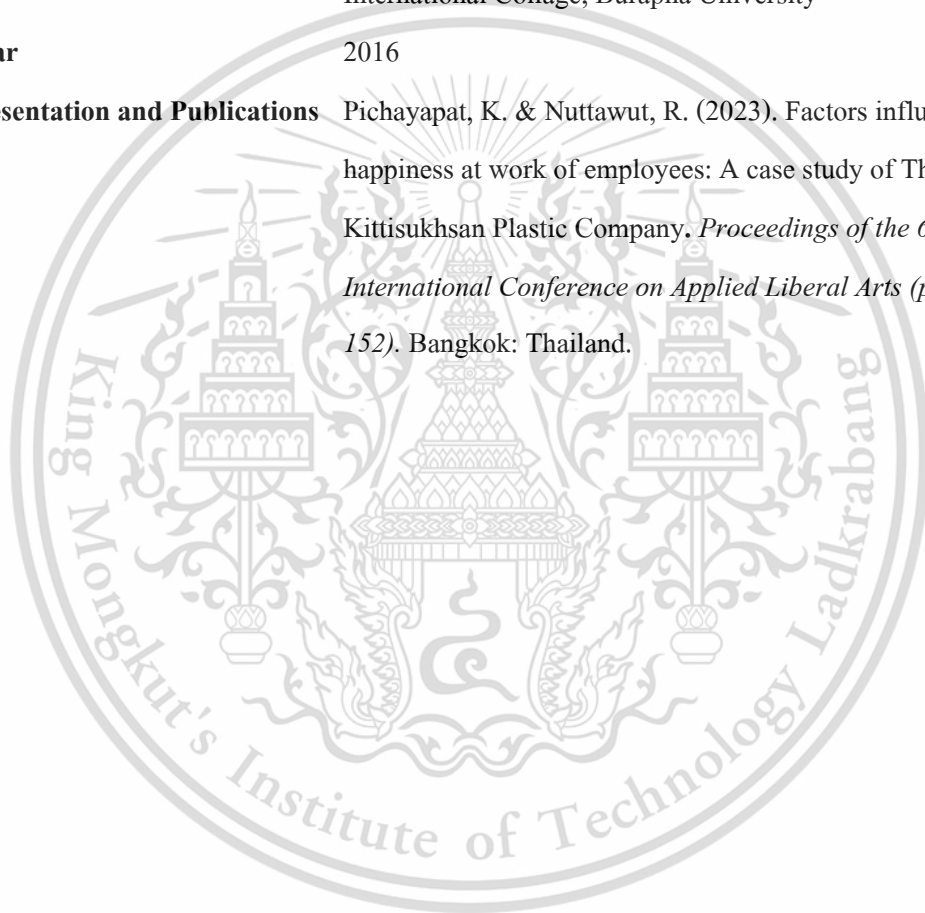 International Collage, Burapha University
ar 2016
esentation and Publications Pichayapat, K. & Nuttawut, R. (2023). Factors influ
happiness at work of employees: A case study of Th
Kittisukhsan Plastic Company. Proceedings of the 6
International Conference on Applied Liberal Arts (p
152). Bangkok: Thailand.
King Mongkut's Institute of Technology Ladkrabang